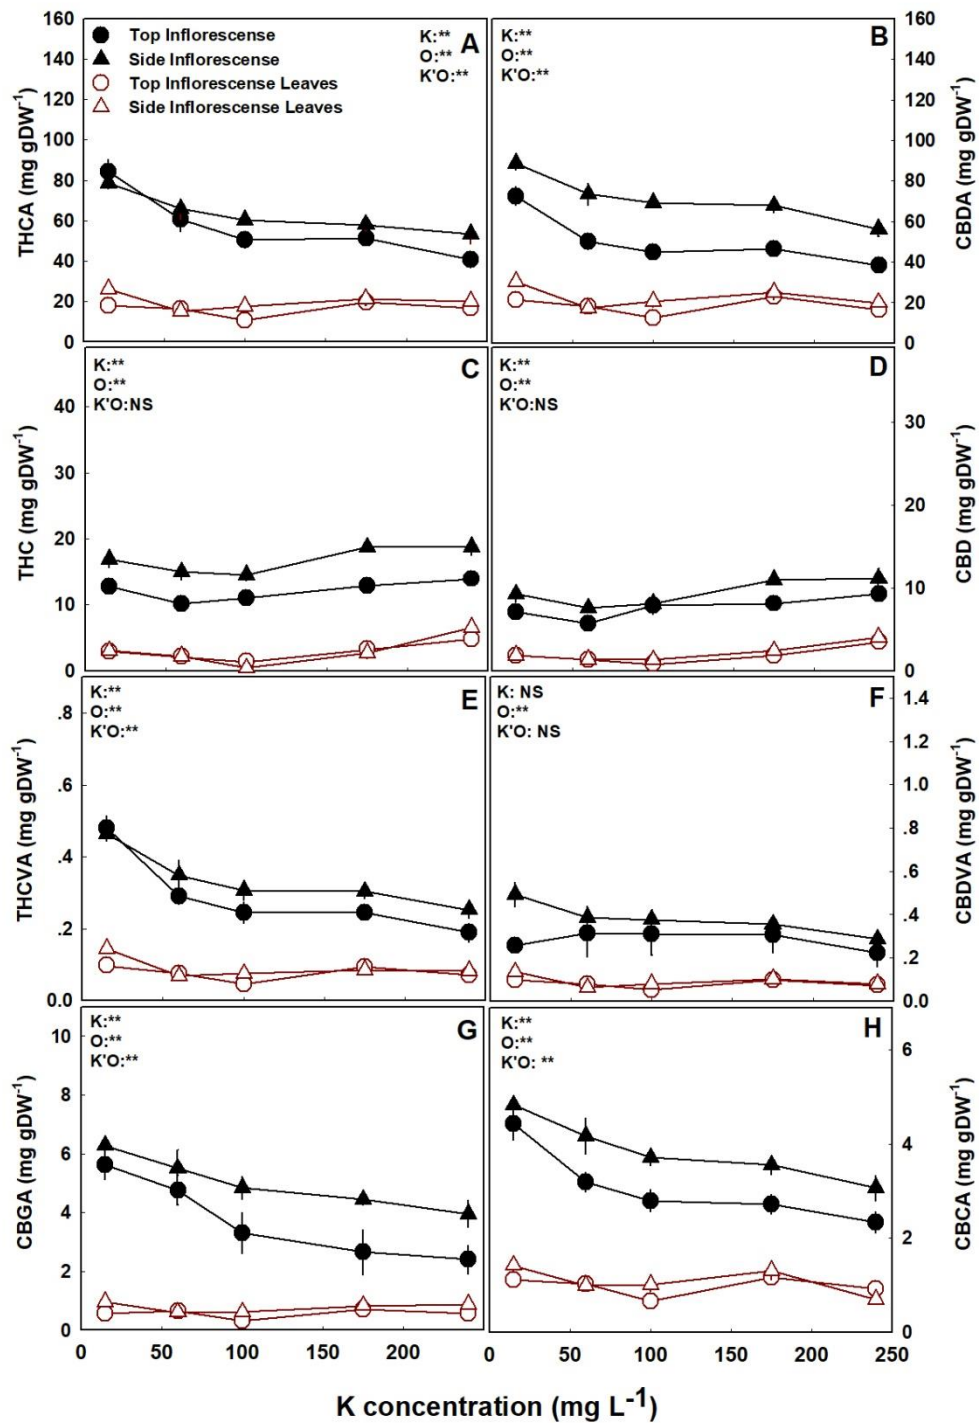 160
140
120
100
80
60
40
20
0
THCA (mg gDW-1)
Top Inflorescense
Side Inflorescense
Top Inflorescense Leaves
Side Inflorescense Leaves
K:**
O:**
K'O:**
A
K:**
O:**
K'O:**
B
160
140
120
100
80
60
40
20
0
CBDA (mg gDW-1)
40
30
20
10
0
THC (mg gDW-1)
K:**
O:**
K'O:NS
C
K:**
O:**
K'O:NS
D
30
20
10
0
CBD (mg gDW-1)
.8
.6
.4
.2
0.0
THCVA (mg gDW-1)
K:**
O:**
K'O:**
E
K: NS
O:**
K'O: NS
F
1.4
1.2
1.0
.8
.6
.4
.2
0.0
CBDVA (mg gDW-1)
10
8
6
4
2
0
CBGA (mg gDW-1)
K:**
O:**
K'O:**
G
K:**
O:**
K'O: **
H
6
4
2
0
CBCA (mg gDW-1)
0 50 100 150 200 0 50 100 150 200 250
K concentration (mg L-1)